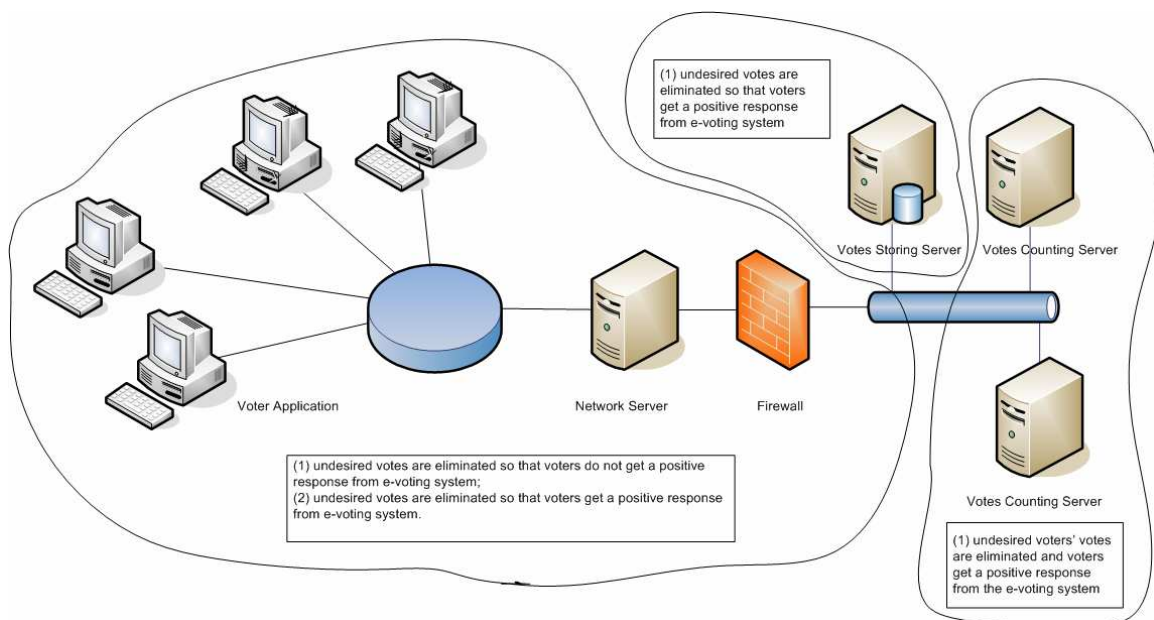 (1) undesired votes are
eliminated so that voters
get a positive response
from e-voting system
Votes Storing Server
Votes Counting Server
Voter Application
Network Server
Firewall
(1) undesired votes are eliminated so that voters do not get a positive
response from e-voting system;
(2) undesired votes are eliminated so that voters get a positive response
from e-voting system.
Votes Counting Server
(1) undesired voters' votes
are eliminated and voters
get a positive response
from the e-voting system